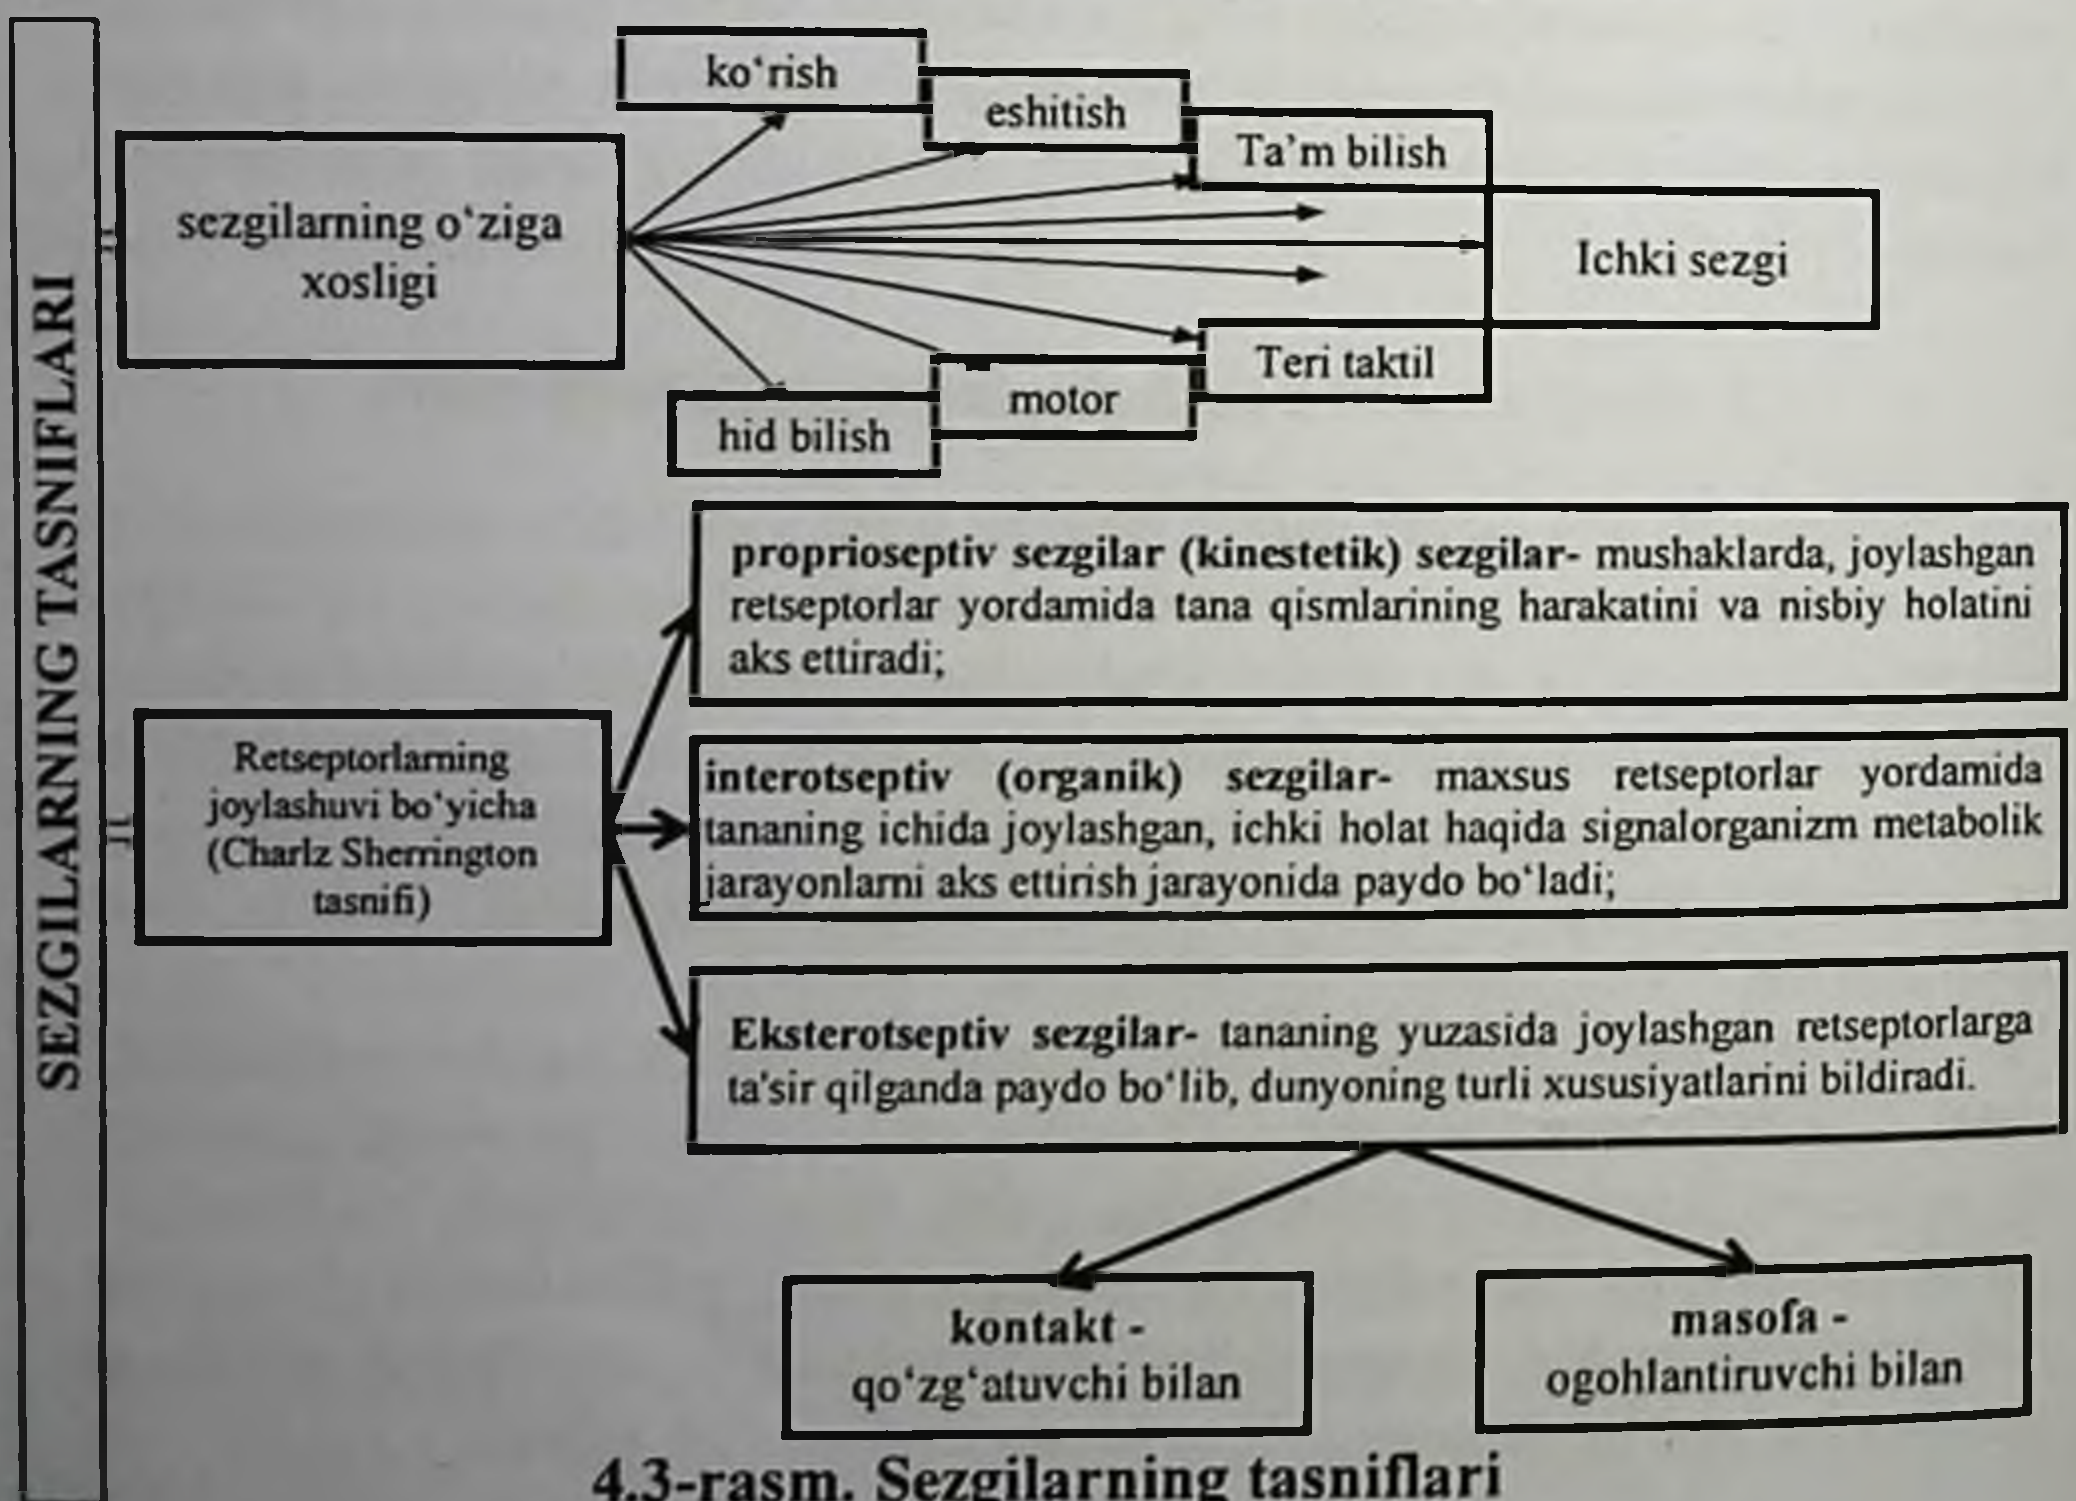 SEZGILARNING TASNIFLARI
sezgilarning o‘ziga
xosligi
ko‘rish
eshitish
Ta’m bilish
Ichki sezgi
Teri taktil
motor
hid bilish
Retseptorlarning
joylashuvi bo‘yicha
(Charlz Sherrington
tasnifi)
proprioseptiv sezgilar (kinestetik) sezgilar- mushaklarda, joylashgan
retseptorlar yordamida tana qismlarining harakatini va nisbiy holatini
aks ettiradi;
interotseptiv (organik) sezgilar- maxsus retseptorlar yordamida
tananing ichida joylashgan, ichki holat haqida signalorganizm metabolik
jarayonlarni aks ettirish jarayonida paydo bo‘ladi;
Eksterotseptiv sezgilar- tananing yuzasida joylashgan retseptorlarga
ta'sir qilganda paydo bo‘lib, dunyoning turli xususiyatlarini bildiradi.
kontakt -
qo‘zg‘atuvchi bilan
masofa -
ogohlantiruvchi bilan
4.3-rasm. Sezgilarning tasniflari